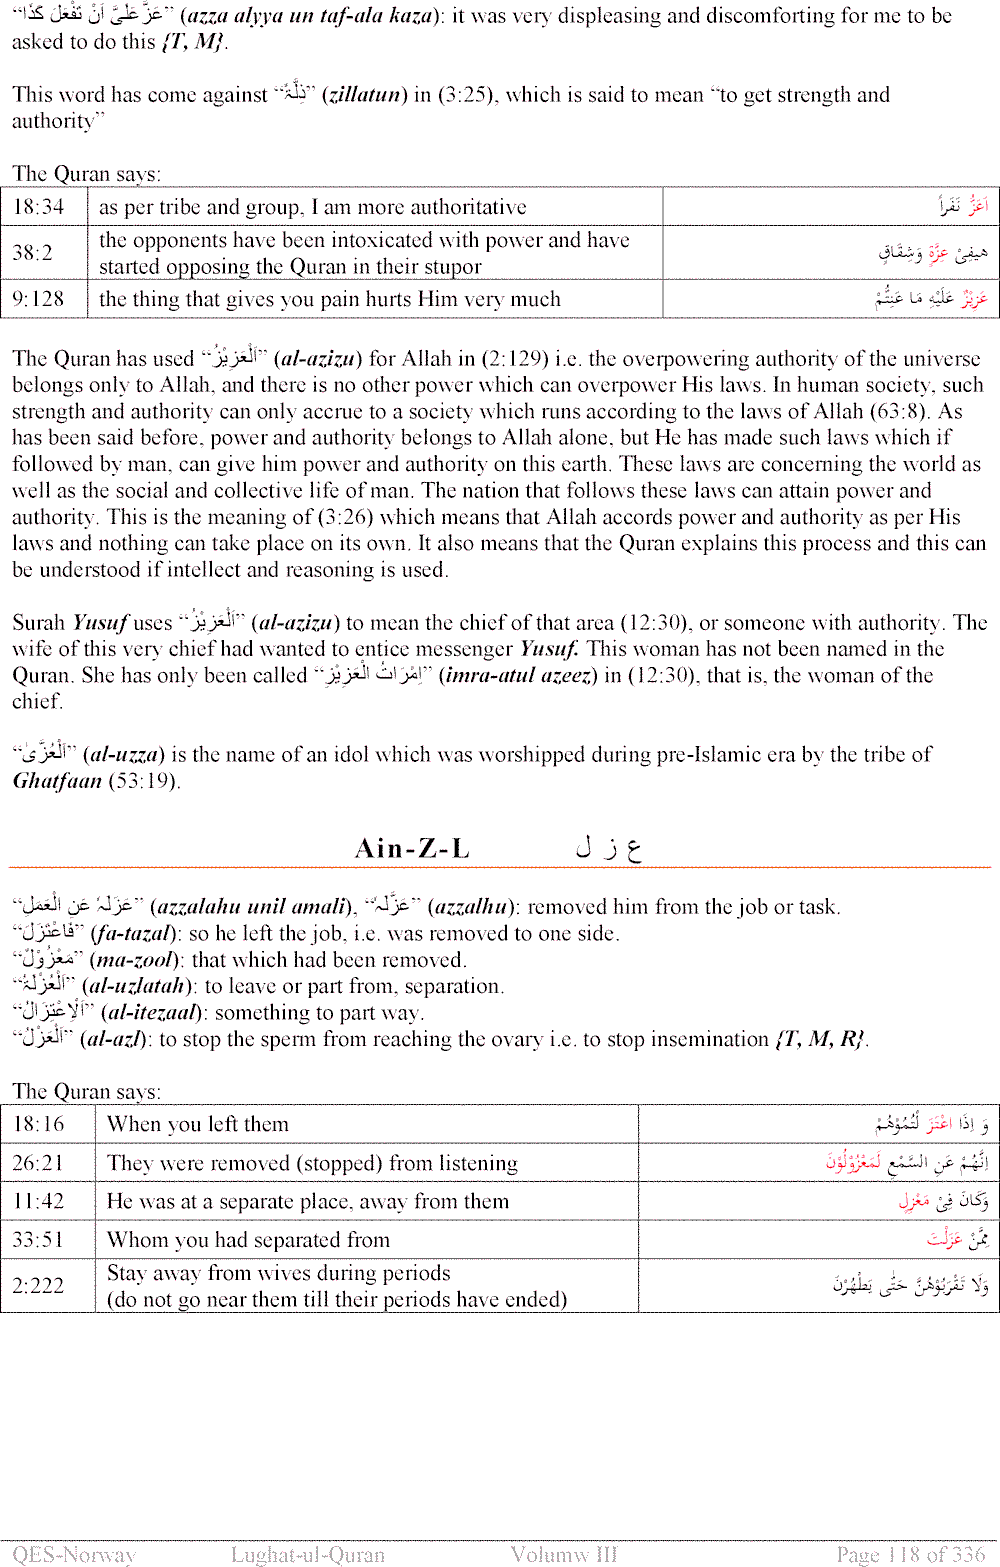 “عَزَّ عَلَیَّ اَنْ تَفْعَلَ کَذَا” (azza alyya un taf-ala kaza): it was very displeasing and discomforting for me to be
asked to do this {T, M}.
This word has come against “ذِلَّۃٌ” (zillatun) in (3:25), which is said to mean “to get strength and
authority”
The Quran says:
18:34 as per tribe and group, I am more authoritative اَعَزُّ نَفَراً
the opponents have been intoxicated with power and have
38:2 started opposing the Quran in their stupor ھیفِیْ عِزَّۃٍ وَشِقَاقٍ
9:128 the thing that gives you pain hurts Him very much عَزِیْزٌ عَلَیْہِ مَا عَنِتُّمْ
The Quran has used “اَلْعَزِیْزُ” (al-azizu) for Allah in (2:129) i.e. the overpowering authority of the universe
belongs only to Allah, and there is no other power which can overpower His laws. In human society, such
strength and authority can only accrue to a society which runs according to the laws of Allah (63:8). As
has been said before, power and authority belongs to Allah alone, but He has made such laws which if
followed by man, can give him power and authority on this earth. These laws are concerning the world as
well as the social and collective life of man. The nation that follows these laws can attain power and
authority. This is the meaning of (3:26) which means that Allah accords power and authority as per His
laws and nothing can take place on its own. It also means that the Quran explains this process and this can
be understood if intellect and reasoning is used.
Surah Yusuf uses “اَلْعَزِیْزُ” (al-azizu) to mean the chief of that area (12:30), or someone with authority. The
wife of this very chief had wanted to entice messenger Yusuf. This woman has not been named in the
Quran. She has only been called “اِمْرَاتُ الْعَزِیْزِ” (imra-atul azeez) in (12:30), that is, the woman of the
chief.
“اَلْعُزَّیٰ” (al-uzza) is the name of an idol which was worshipped during pre-Islamic era by the tribe of
Ghatfaan (53:19).
Ain-Z-L ع ز ل
“عَزَلَہٗ عَنِ الْعَمَلِ” (azzalahu unil amali), “عَزَّلَہٗ” (azzalhu): removed him from the job or task.
“فَاعْتَزَلَ” (fa-tazal): so he left the job, i.e. was removed to one side.
“مَعْزُوْلٌ” (ma-zool): that which had been removed.
“اَلْعُزْلَۃُ” (al-uzlatah): to leave or part from, separation.
“اَلْاِعْتِزَالُ” (al-itezaal): something to part way.
“اَلْعَزْلُ” (al-azl): to stop the sperm from reaching the ovary i.e. to stop insemination {T, M, R}.
The Quran says:
18:16 When you left them وَ اِذَا اعْتَزَ لْتُمُوْھُمْ
26:21 They were removed (stopped) from listening اِنَّھُمْ عَنِ السَّمْعِ لَمَعْزُوْلُوْنَ
11:42 He was at a separate place, away from them وَکَانَ فِیْ مَعْزِلٍ
33:51 Whom you had separated from مِمَّنْ عَزَلْتَ
Stay away from wives during periods
2:222 (do not go near them till their periods have ended) وَلَا تَقْرَبُوْھُنَّ حَتّٰی یَطْھُرْنَ
QES-Norway Lughat-ul-Quran Volumw III Page 118 of 336